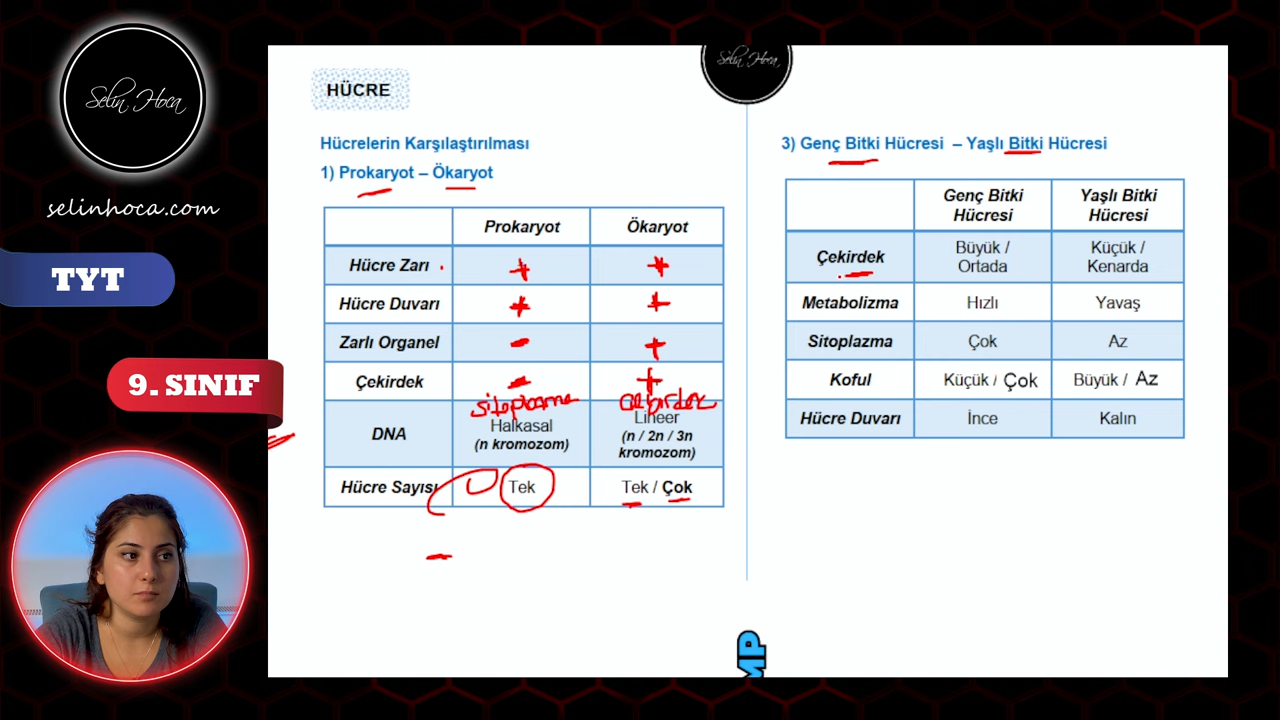 Selin Hoca
selinhoca.com
TYT
9. SINIF
Selin Hoca
HÜCRE
Hücrelerin Karşılaştırılması
1) Prokaryot – Ökaryot
Prokaryot Ökaryot
Hücre Zarı + +
Hücre Duvarı + +
Zarlı Organel - +
Çekirdek - +
sitoplazma çekirdek
DNA Halkasal Lineer
(n kromozom) (n / 2n / 3n
kromozom)
Hücre Sayısı Tek Tek / Çok
3) Genç Bitki Hücresi – Yaşlı Bitki Hücresi
Genç Bitki Yaşlı Bitki
Hücresi Hücresi
Çekirdek Büyük / Küçük /
Ortada Kenarda
Metabolizma Hızlı Yavaş
Sitoplazma Çok Az
Koful Küçük / Çok Büyük / Az
Hücre Duvarı İnce Kalın
MP